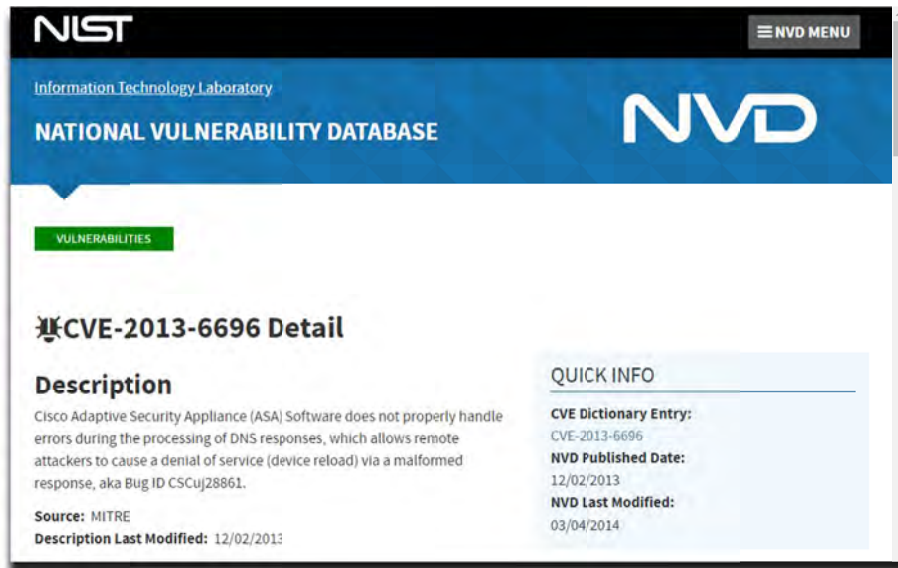 NIST
NVD MENU
Information Technology Laboratory
NATIONAL VULNERABILITY DATABASE
NVD
VULNERABILITIES
CVE-2013-6696 Detail
Description
Cisco Adaptive Security Appliance (ASA) Software does not properly handle
errors during the processing of DNS responses, which allows remote
attackers to cause a denial of service (device reload) via a malformed
response, aka Bug ID CSCuj28861.
Source: MITRE
Description Last Modified: 12/02/2013
QUICK INFO
CVE Dictionary Entry:
CVE-2013-6696
NVD Published Date:
12/02/2013
NVD Last Modified:
03/04/2014